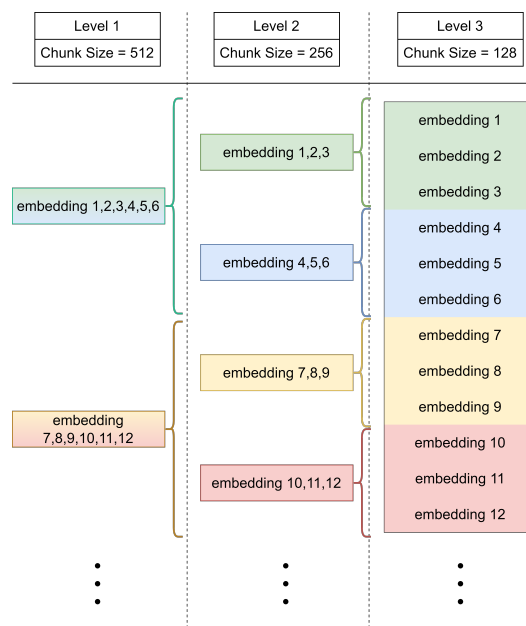 Level 1
Chunk Size = 512
Level 2
Chunk Size = 256
Level 3
Chunk Size = 128
embedding 1,2,3,4,5,6
embedding
7,8,9,10,11,12
embedding 1,2,3
embedding 4,5,6
embedding 7,8,9
embedding 10,11,12
embedding 1
embedding 2
embedding 3
embedding 4
embedding 5
embedding 6
embedding 7
embedding 8
embedding 9
embedding 10
embedding 11
embedding 12